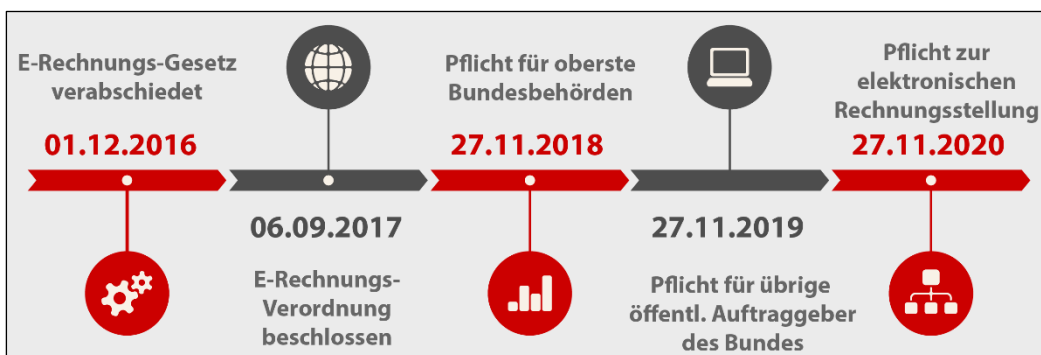 E-Rechnungs-Gesetz
verabschiedet
01.12.2016
06.09.2017
E-Rechnungs-
Verordnung
beschlossen
Pflicht für oberste
Bundesbehörden
27.11.2018
27.11.2019
Pflicht für übrige
öffentl. Auftraggeber
des Bundes
Pflicht zur
elektronischen
Rechnungsstellung
27.11.2020